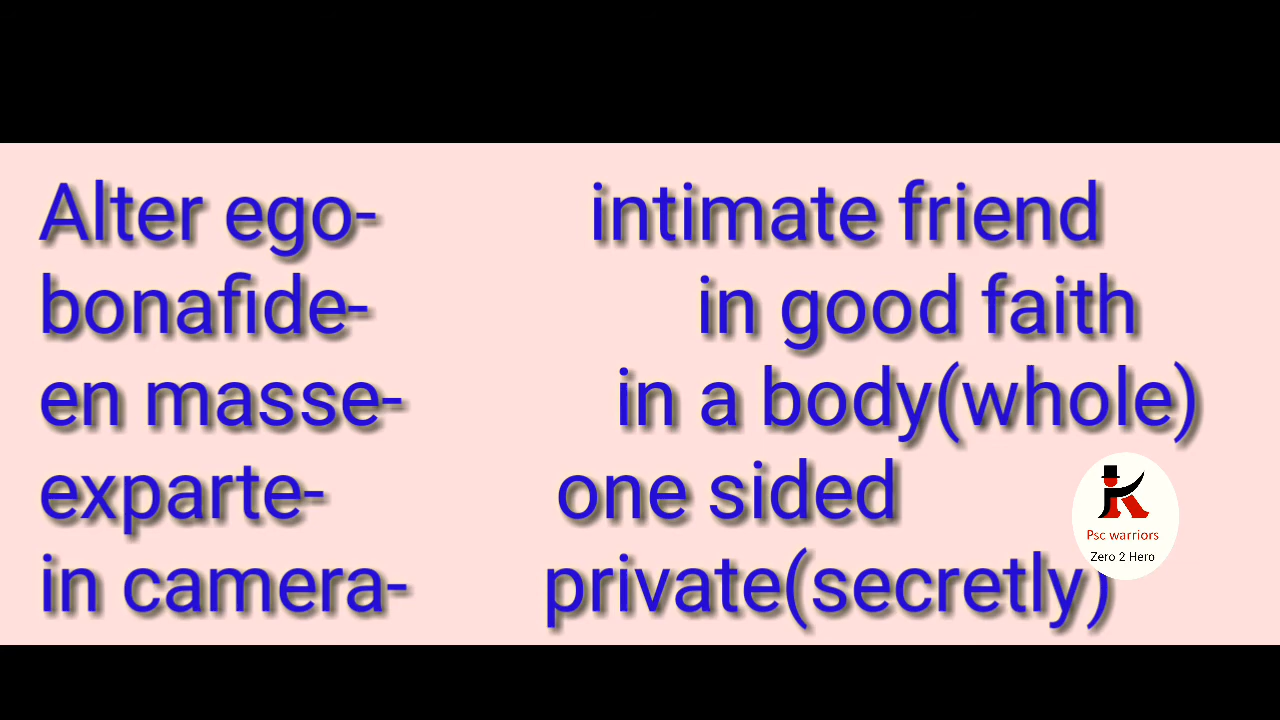 Alter ego- intimate friend
bonafide- in good faith
en masse- in a body(whole)
exparte- one sided
in camera- private(secretly)
Psc warriors
Zero 2 Hero